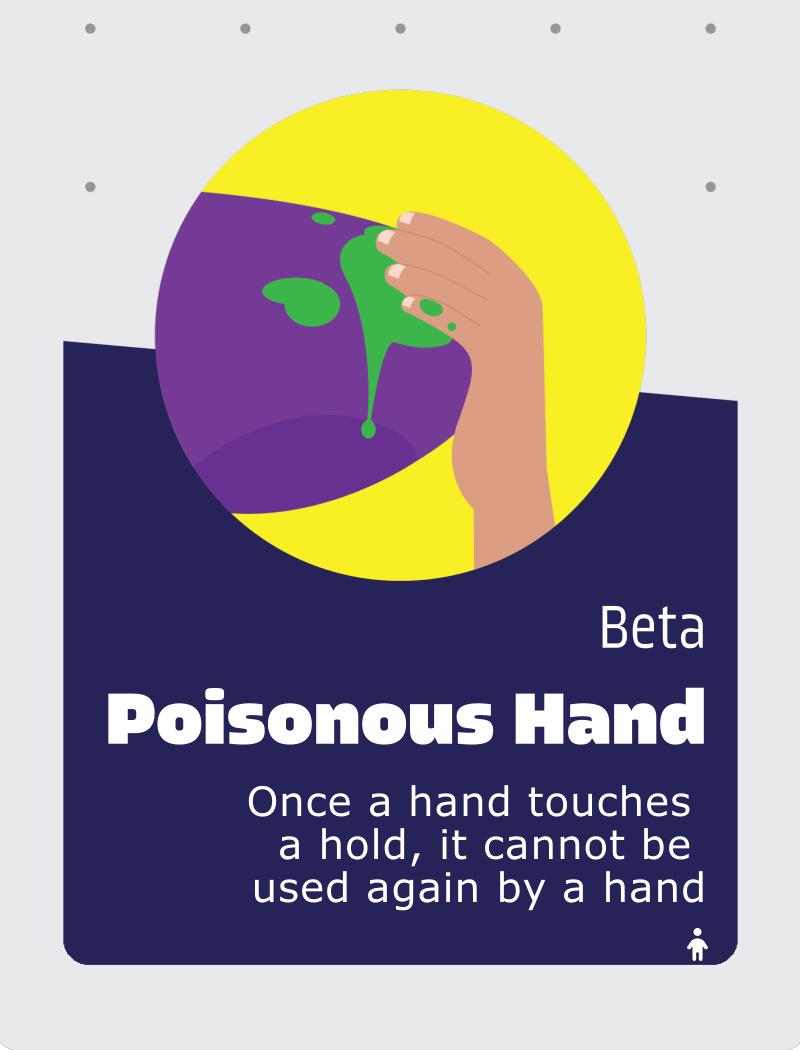 Beta
Poisonous Hand
Once a hand touches
a hold, it cannot be
used again by a hand